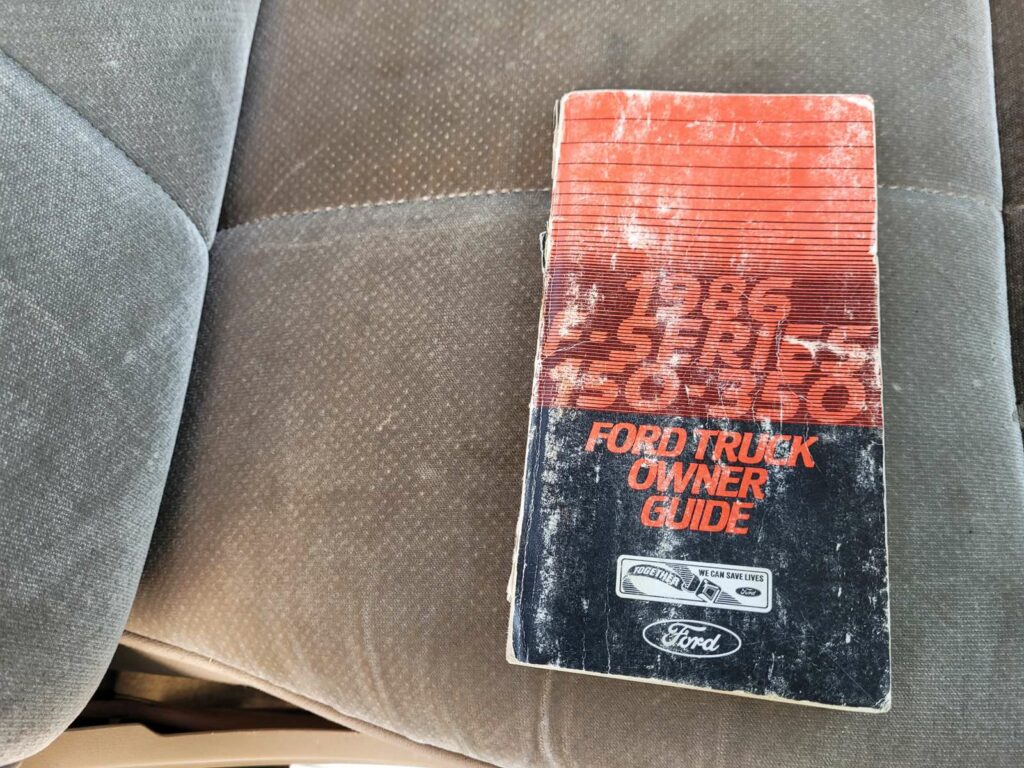 1986
F-SERIES
150-350
FORD TRUCK
OWNER
GUIDE
TOGETHER
WE CAN SAVE LIVES
Ford
Ford